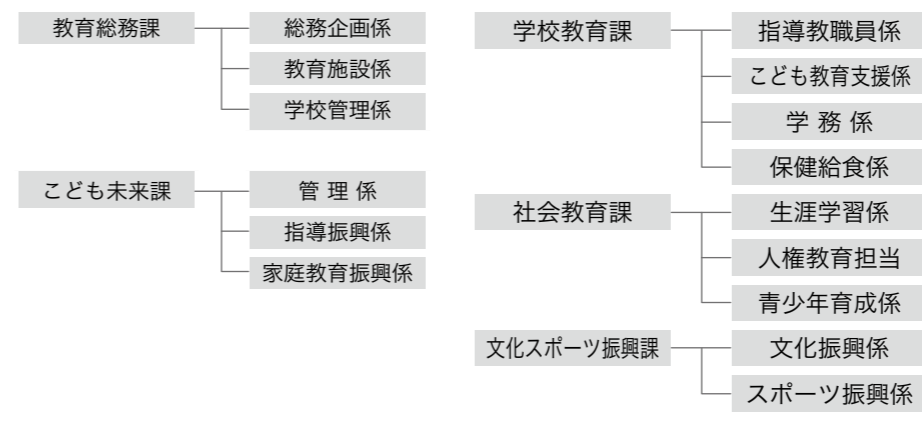 教育総務課
総務企画係
教育施設係
学校管理係
こども未来課
管理係
指導振興係
家庭教育振興係
学校教育課
指導教職員係
こども教育支援係
学務係
保健給食係
社会教育課
生涯学習係
人権教育担当
青少年育成係
文化スポーツ振興課
文化振興係
スポーツ振興係